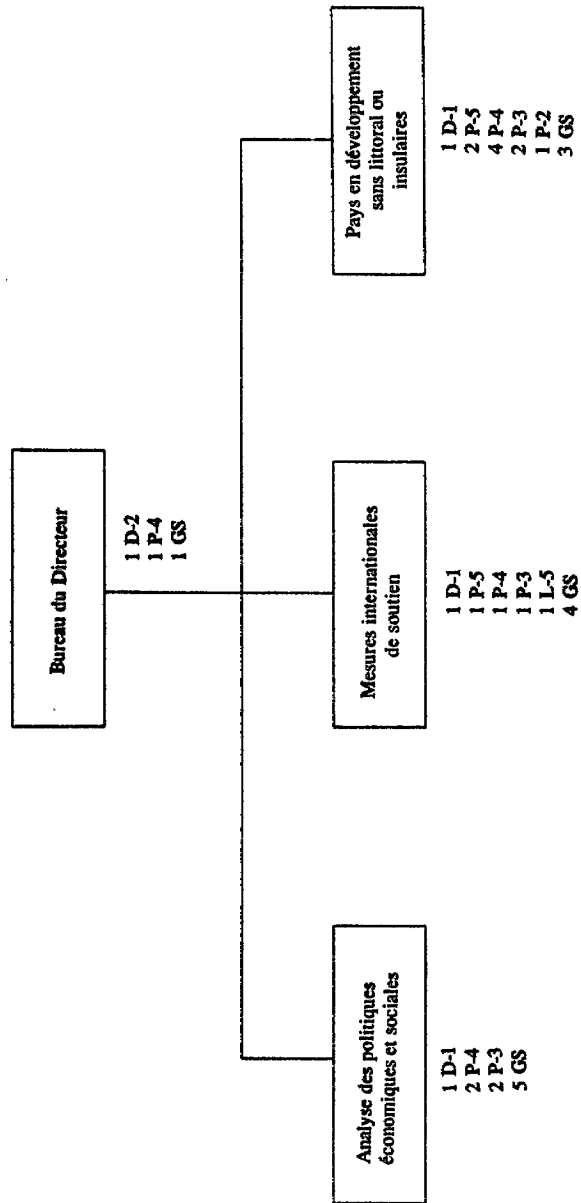 Bureau du Directeur
1 D-2
1 P-4
1 GS
Analyse des politiques
économiques et sociales
1 D-1
2 P-4
2 P-3
5 GS
Mesures internationales
de soutien
1 D-1
1 P-5
1 P-4
1 P-3
1 L-5
4 GS
Pays en développement
sans littoral ou
insulaires
1 D-1
2 P-5
4 P-4
2 P-3
1 P-2
3 GS